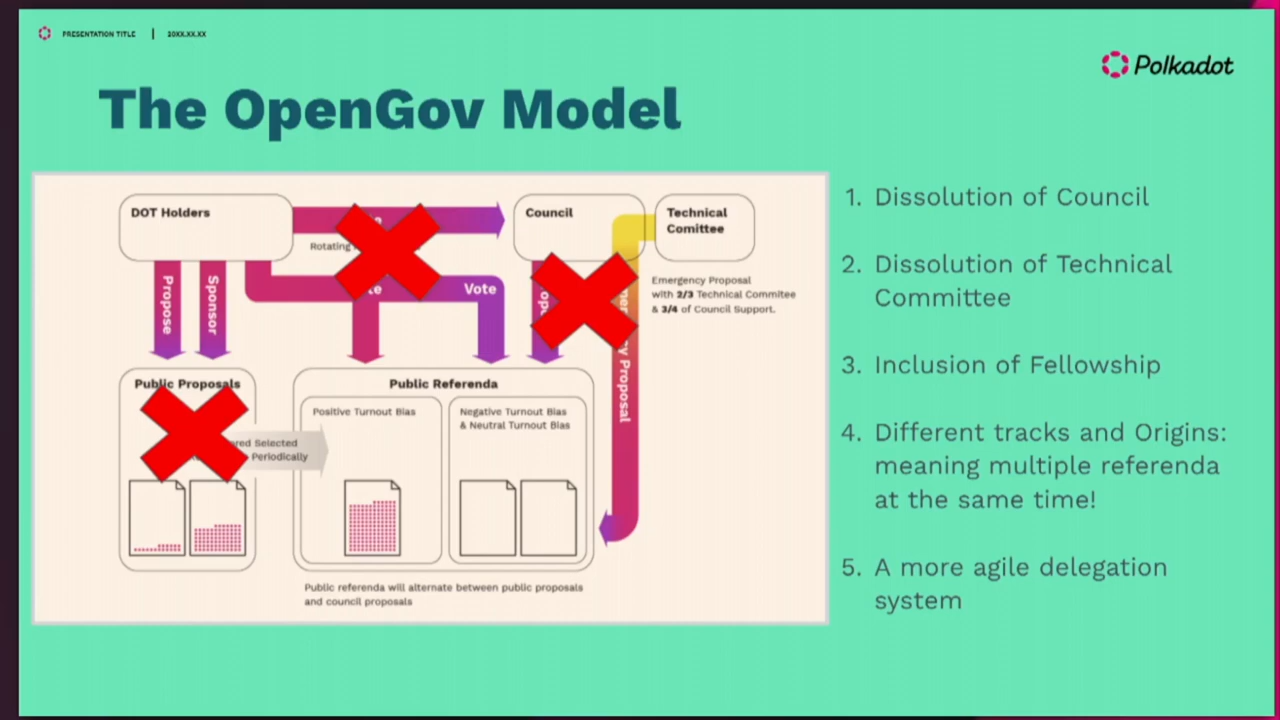 PRESENTATION TITLE | 20XX.XX.XX
Polkadot
The OpenGov Model
DOT Holders
Council
Technical
Comittee
Rotating
Vote
Propose
Sponsor
Emergency Proposal
with 2/3 Technical Commitee
& 3/4 of Council Support.
Proposal
Public Proposals
Selected
Periodically
Public Referenda
Positive Turnout Bias
Negative Turnout Bias
& Neutral Turnout Bias
Public referenda will alternate between public proposals
and council proposals
1. Dissolution of Council
2. Dissolution of Technical
Committee
3. Inclusion of Fellowship
4. Different tracks and Origins:
meaning multiple referenda
at the same time!
5. A more agile delegation
system